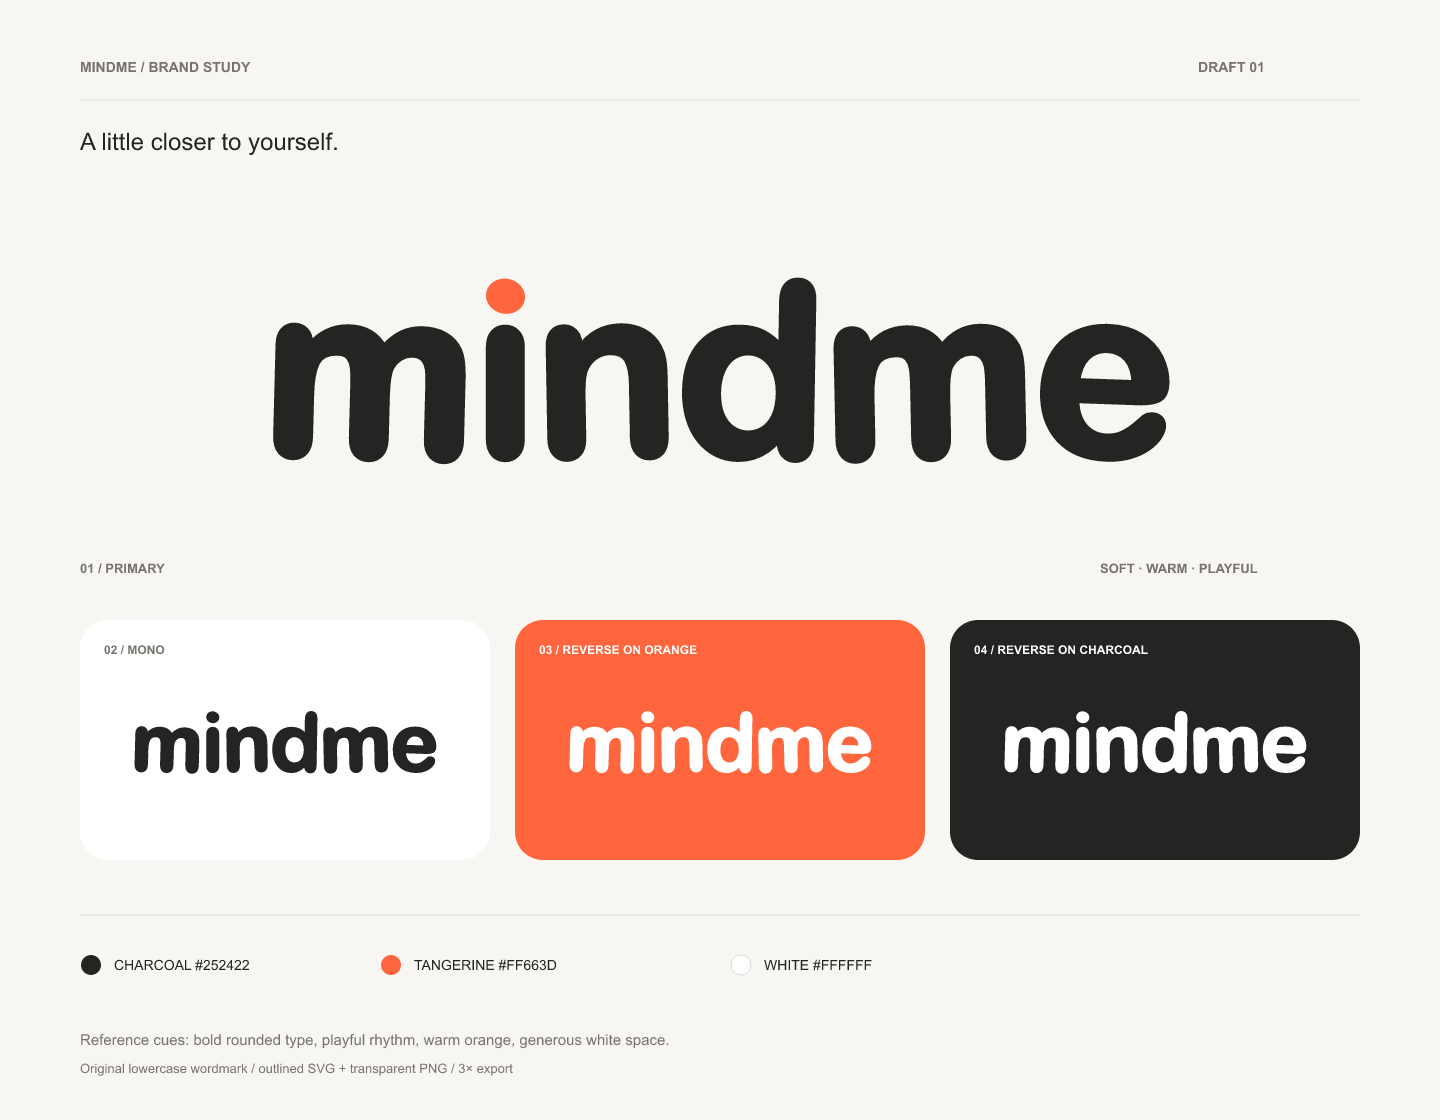 MINDME / BRAND STUDY
DRAFT 01
A little closer to yourself.
mindme
01 / PRIMARY
SOFT · WARM · PLAYFUL
02 / MONO
mindme
03 / REVERSE ON ORANGE
mindme
04 / REVERSE ON CHARCOAL
mindme
CHARCOAL #252422
TANGERINE #FF663D
WHITE #FFFFFF
Reference cues: bold rounded type, playful rhythm, warm orange, generous white space.
Original lowercase wordmark / outlined SVG + transparent PNG / 3× export